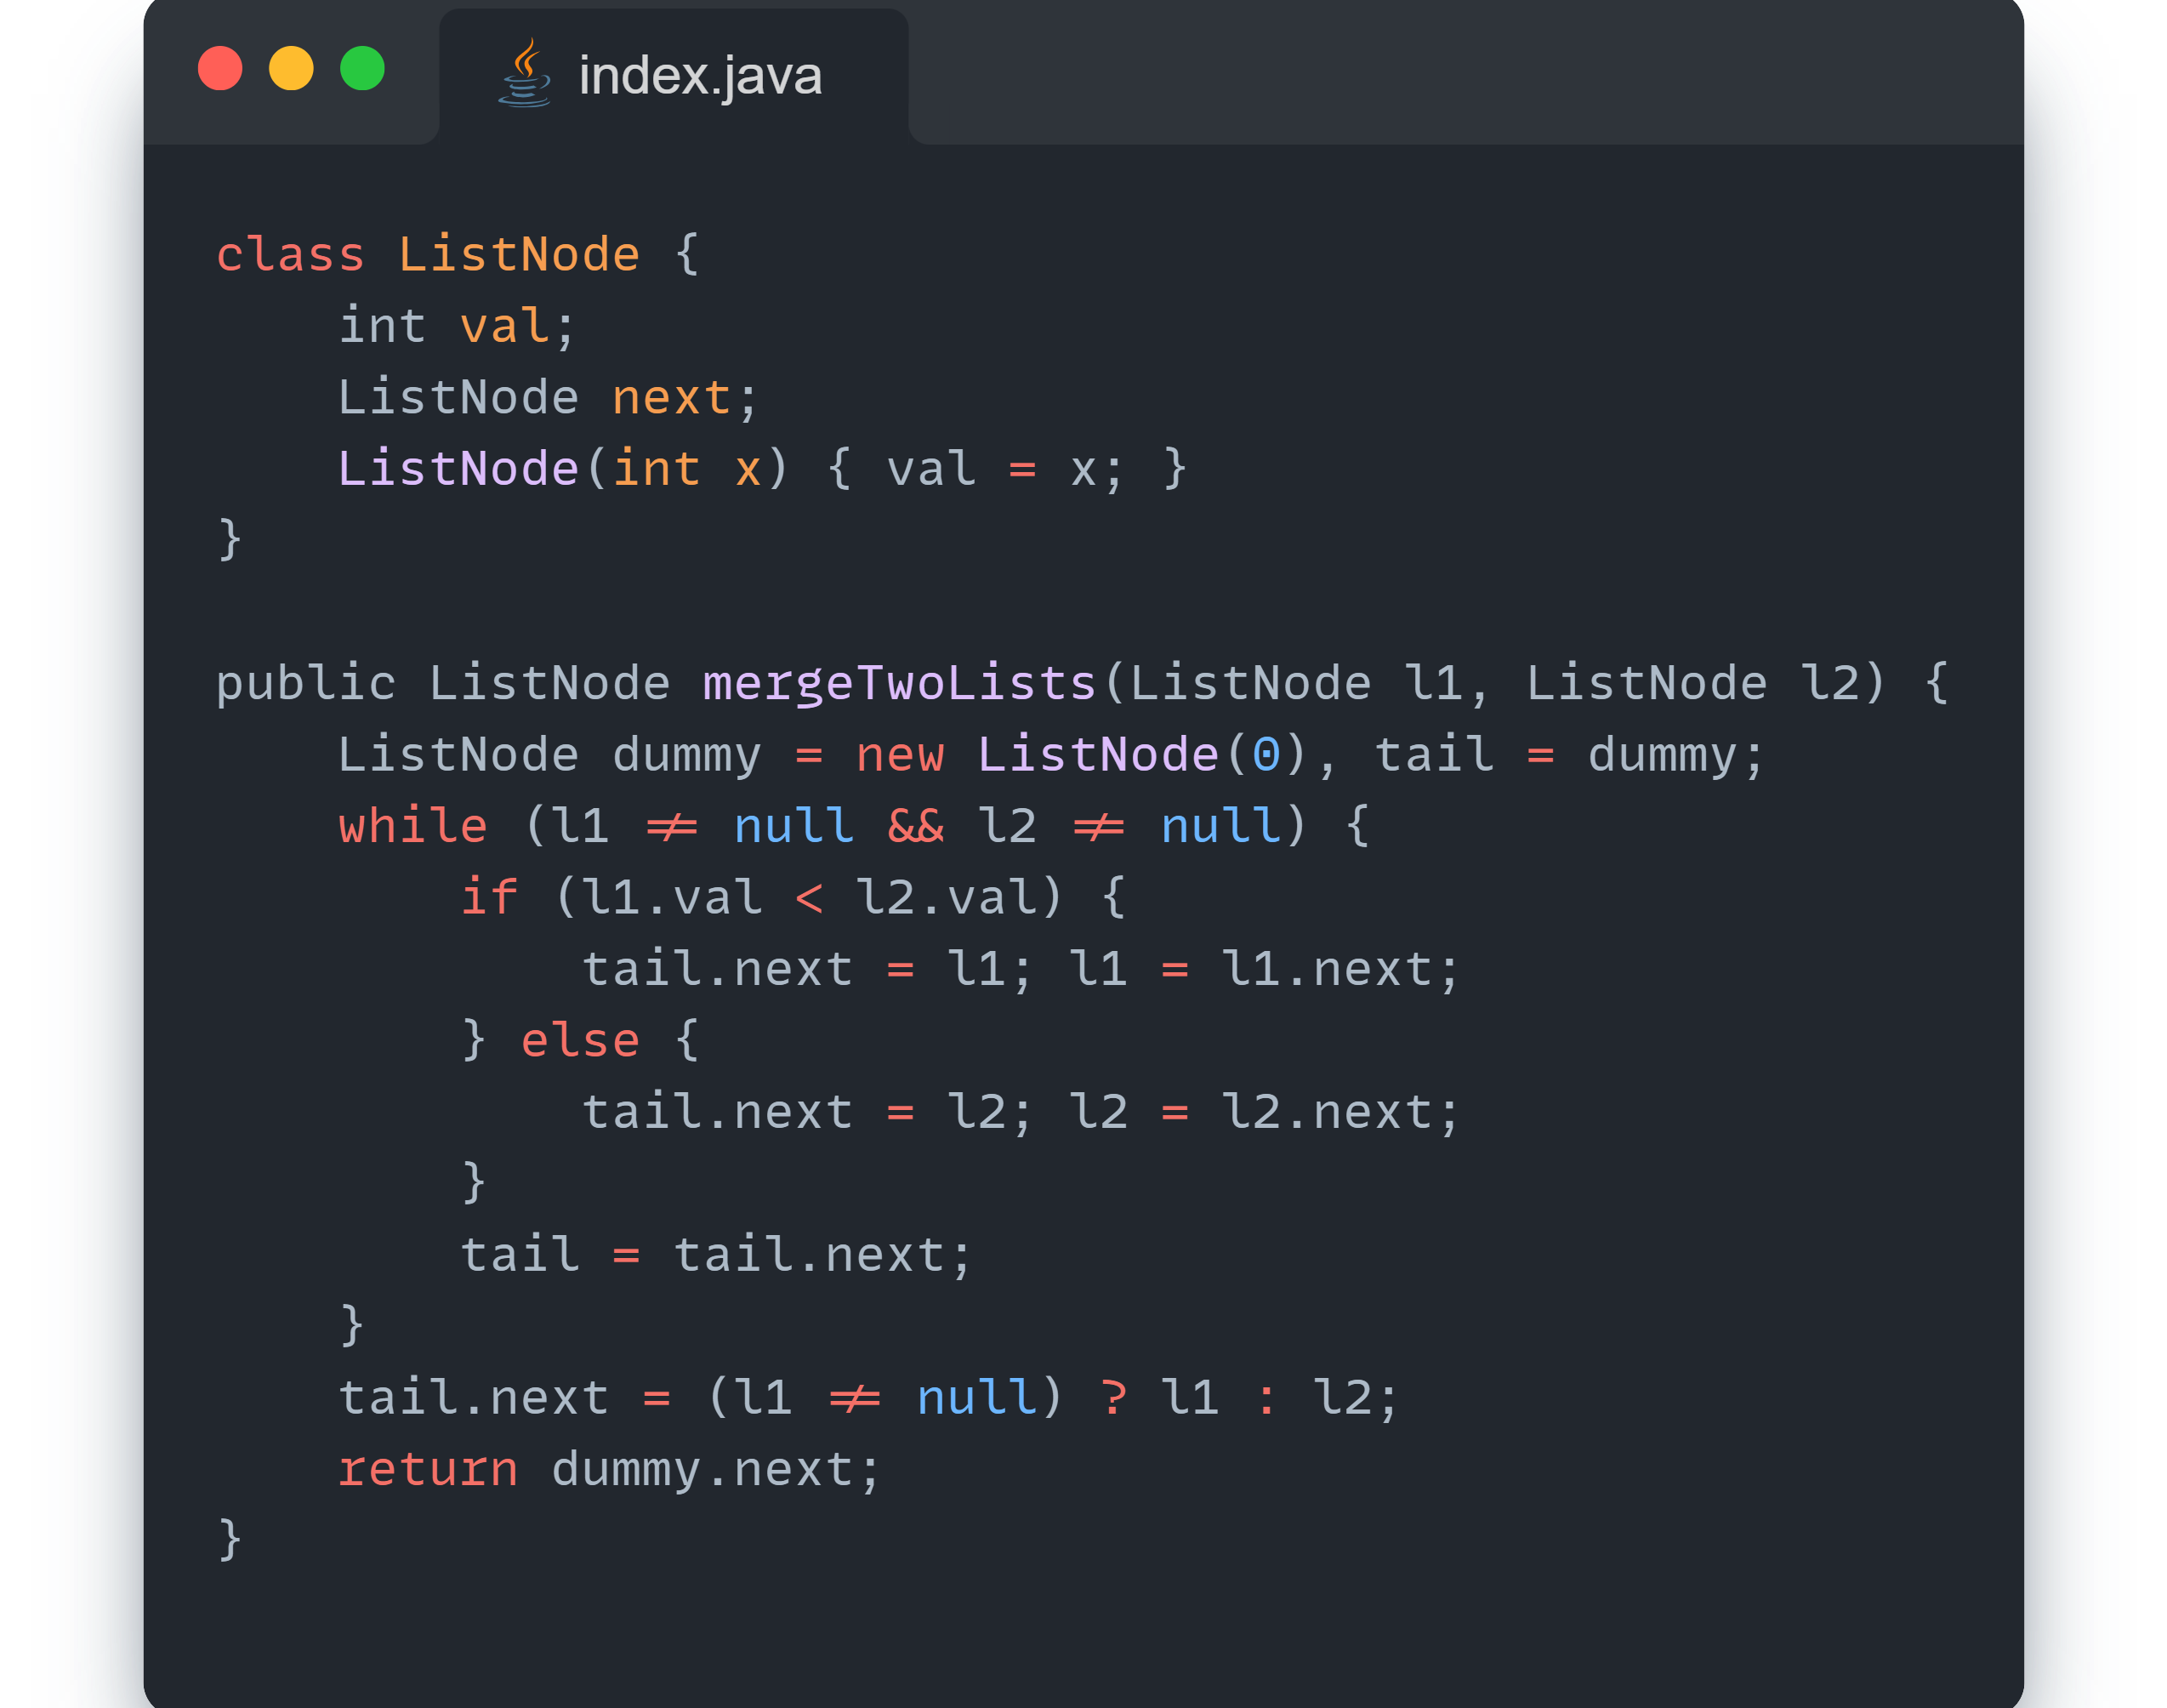 index.java
class ListNode {
    int val;
    ListNode next;
    ListNode(int x) { val = x; }
}

public ListNode mergeTwoLists(ListNode l1, ListNode l2) {
    ListNode dummy = new ListNode(0), tail = dummy;
    while (l1 != null && l2 != null) {
        if (l1.val < l2.val) {
            tail.next = l1; l1 = l1.next;
        } else {
            tail.next = l2; l2 = l2.next;
        }
        tail = tail.next;
    }
    tail.next = (l1 != null) ? l1 : l2;
    return dummy.next;
}